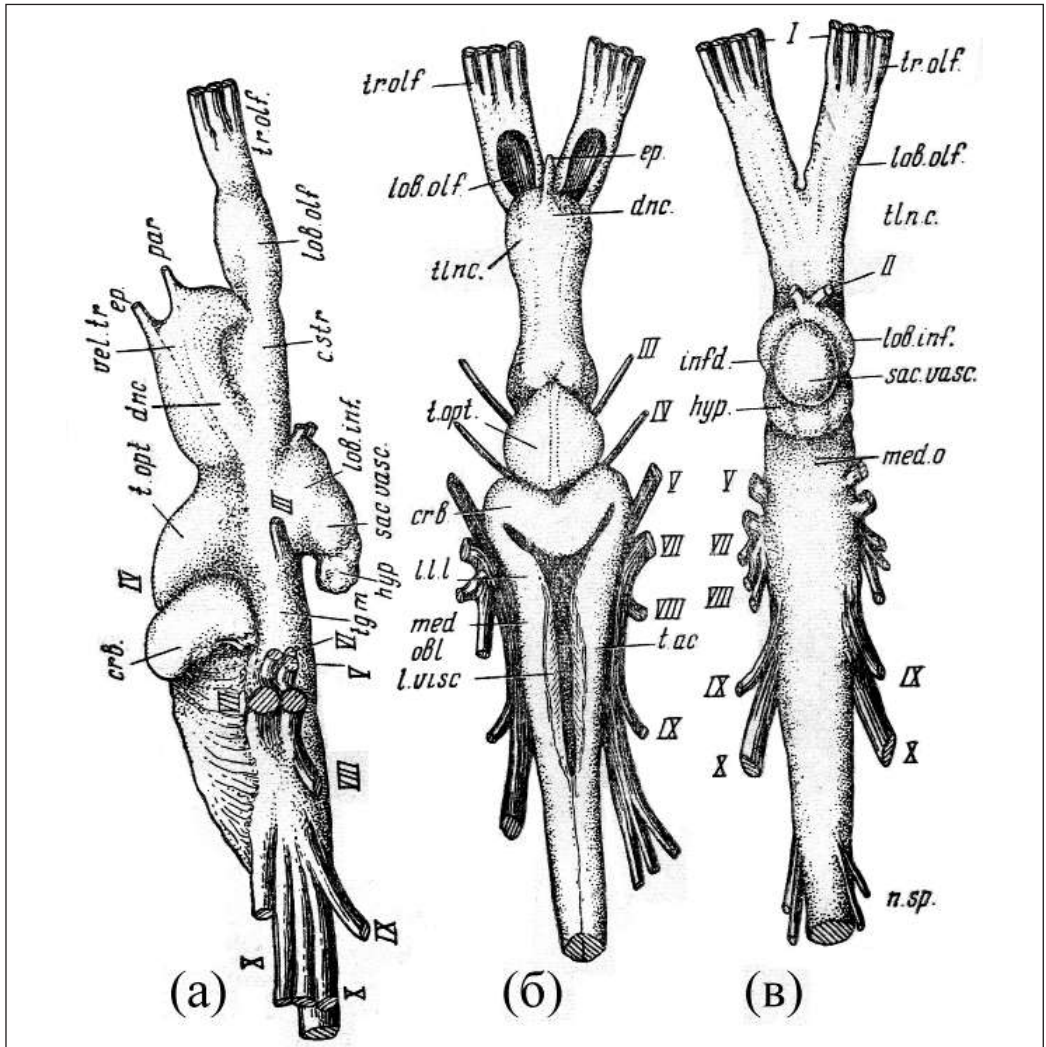 tr.olf.
lob.olf
par
ep.
vel.tr
c.str
dnc
t.opt
lob.inf.
III
sac vasc.
hyp
IV
tgm
crb.
VI
V
VII
VIII
IX
X
X
(а)
tr.olf
ep.
lob.olf.
dnc.
tlnc.
III
t.opt.
IV
V
crb
VII
l.l.l
VIII
med
obl
t.ac
l.visc
IX
(б)
I
tr.olf.
lob.olf.
tln.c.
II
lob.inf.
infd.
sac.vasc.
hyp.
med.o
V
VII
VIII
IX
IX
X
X
n.sp.
(в)